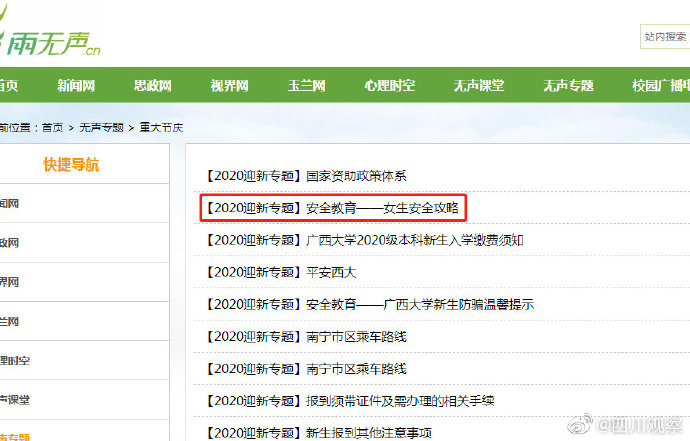 雨无声.cn
站内搜索
首页 新闻网 思政网 视界网 玉兰网 心理时空 无声课堂 无声专题 校园广播
前位置：首页 > 无声专题 > 重大节庆
快捷导航
闻网
政网
界网
兰网
理时空
声课堂
声专题
【2020迎新专题】国家资助政策体系
【2020迎新专题】安全教育——女生安全攻略
【2020迎新专题】广西大学2020级本科新生入学缴费须知
【2020迎新专题】平安西大
【2020迎新专题】安全教育——广西大学新生防骗温馨提示
【2020迎新专题】南宁市区乘车路线
【2020迎新专题】南宁市区乘车路线
【2020迎新专题】报到须带证件及需办理的相关手续
【2020迎新专题】新生报到其他注意事项
@四川观察